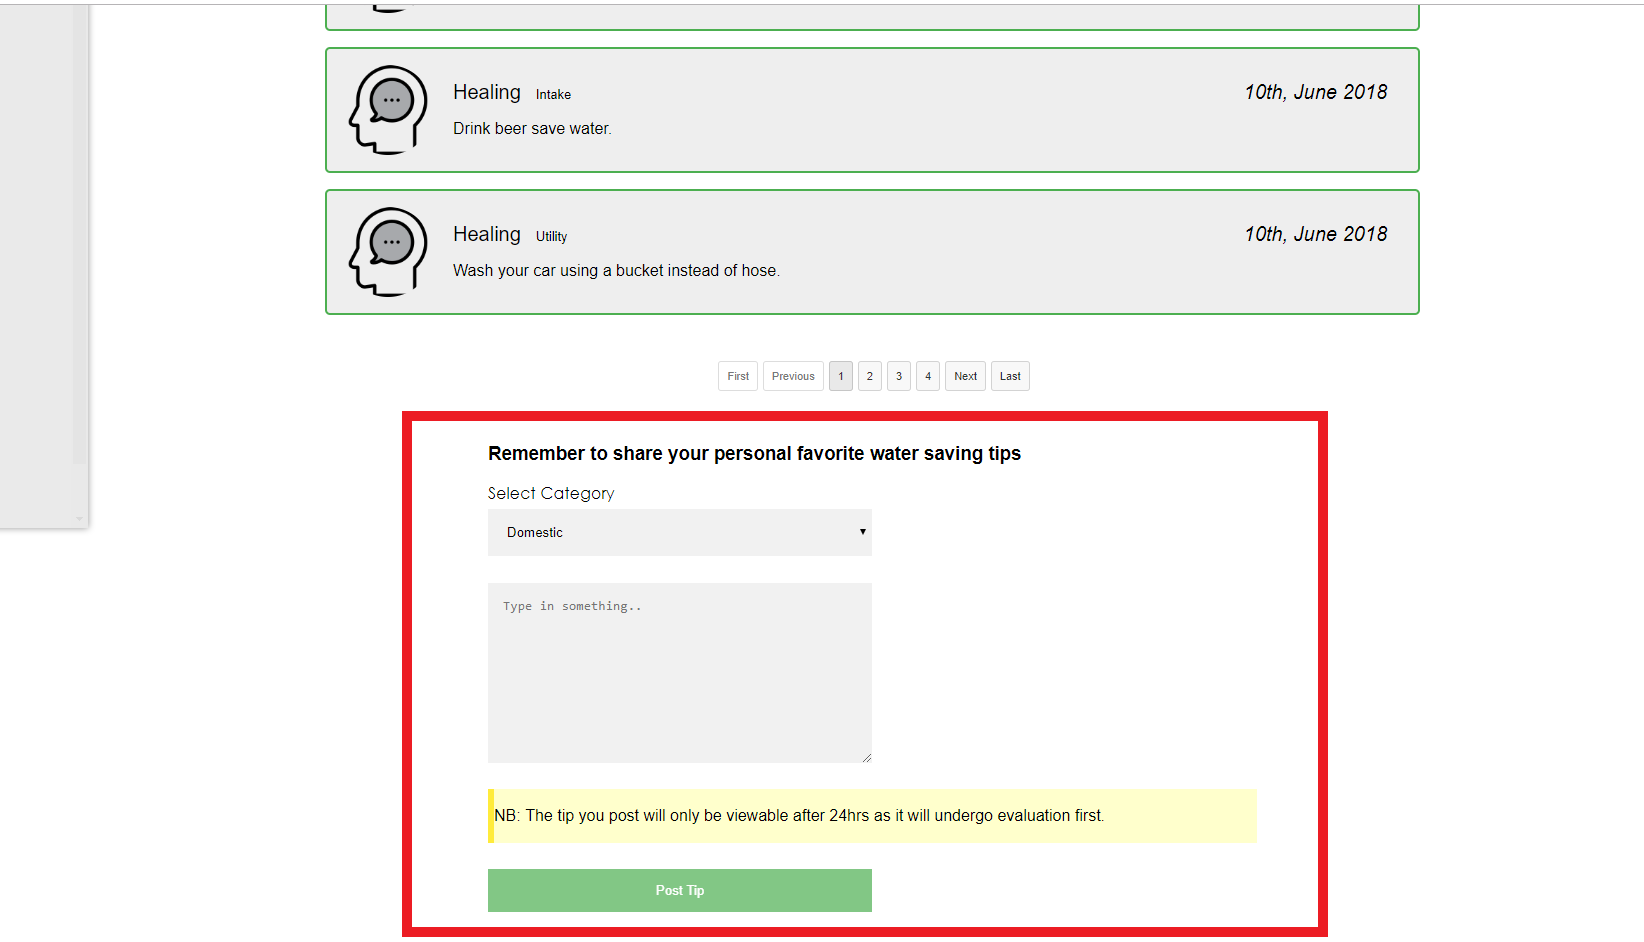 Healing Intake 10th, June 2018
Drink beer save water.
Healing Utility 10th, June 2018
Wash your car using a bucket instead of hose.
First Previous 1 2 3 4 Next Last
Remember to share your personal favorite water saving tips
Select Category
Domestic
Type in something..
NB: The tip you post will only be viewable after 24hrs as it will undergo evaluation first.
Post Tip